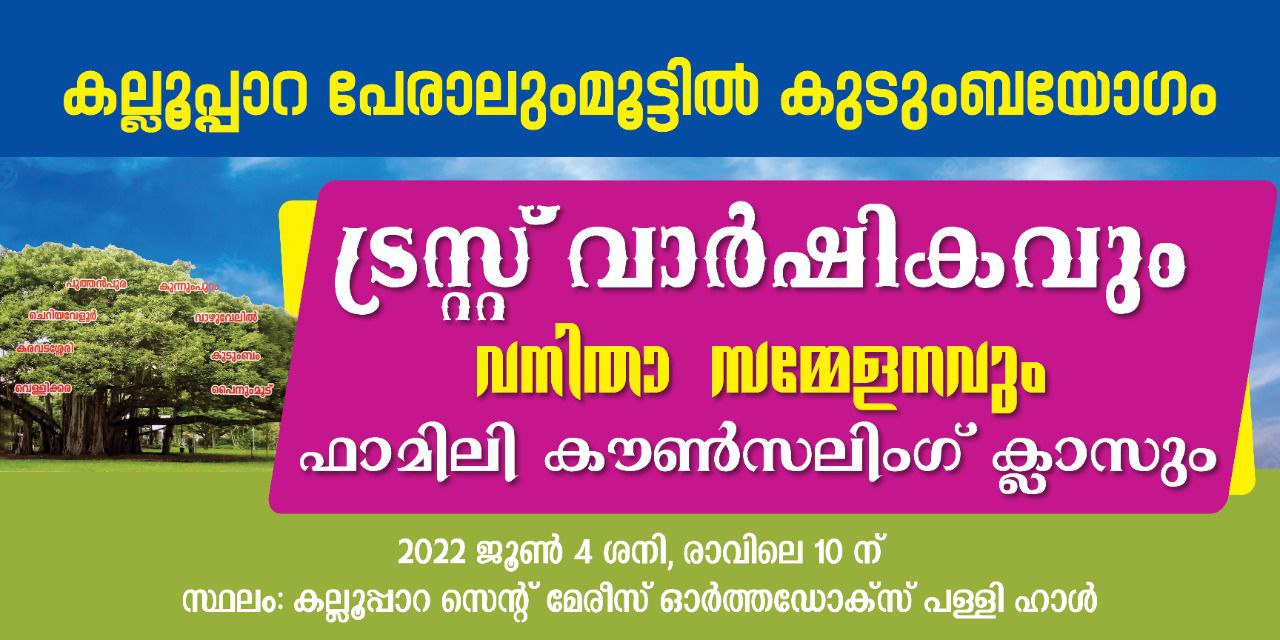 കല്ലൂപ്പാറ പേരാലുംമൂട്ടിൽ കുടുംബയോഗം
ട്രസ്റ്റ് വാർഷികവും
വനിതാ സമ്മേളനവും
ഫാമിലി കൗൺസലിംഗ് ക്ലാസും
പുത്തൻപുര
കുന്നുംപുറം
ചെറിയവേളൂർ
വാഴുവേലിൽ
കരവടശ്ശേരി
കുടുംബം
വെള്ളിക്കര
പൈനുംമൂട്
2022 ജൂൺ 4 ശനി, രാവിലെ 10 ന്
സ്ഥലം: കല്ലൂപ്പാറ സെന്റ് മേരീസ് ഓർത്തഡോക്സ് പള്ളി ഹാൾ